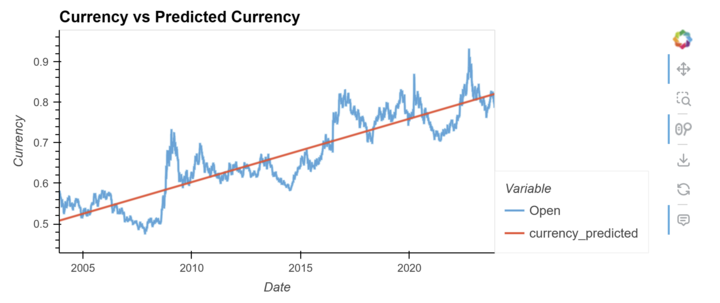 Currency vs Predicted Currency
0.9
0.8
0.7
0.6
0.5
Currency
2005
2010
2015
2020
Date
Variable
Open
currency_predicted